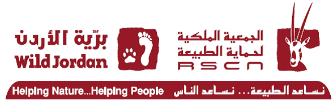 برّية الأردن
Wild Jordan
الجمعية الملكية
لحماية الطبيعة
RSCN
Helping Nature...Helping People
نساعد الطبيعة... نساعد الناس